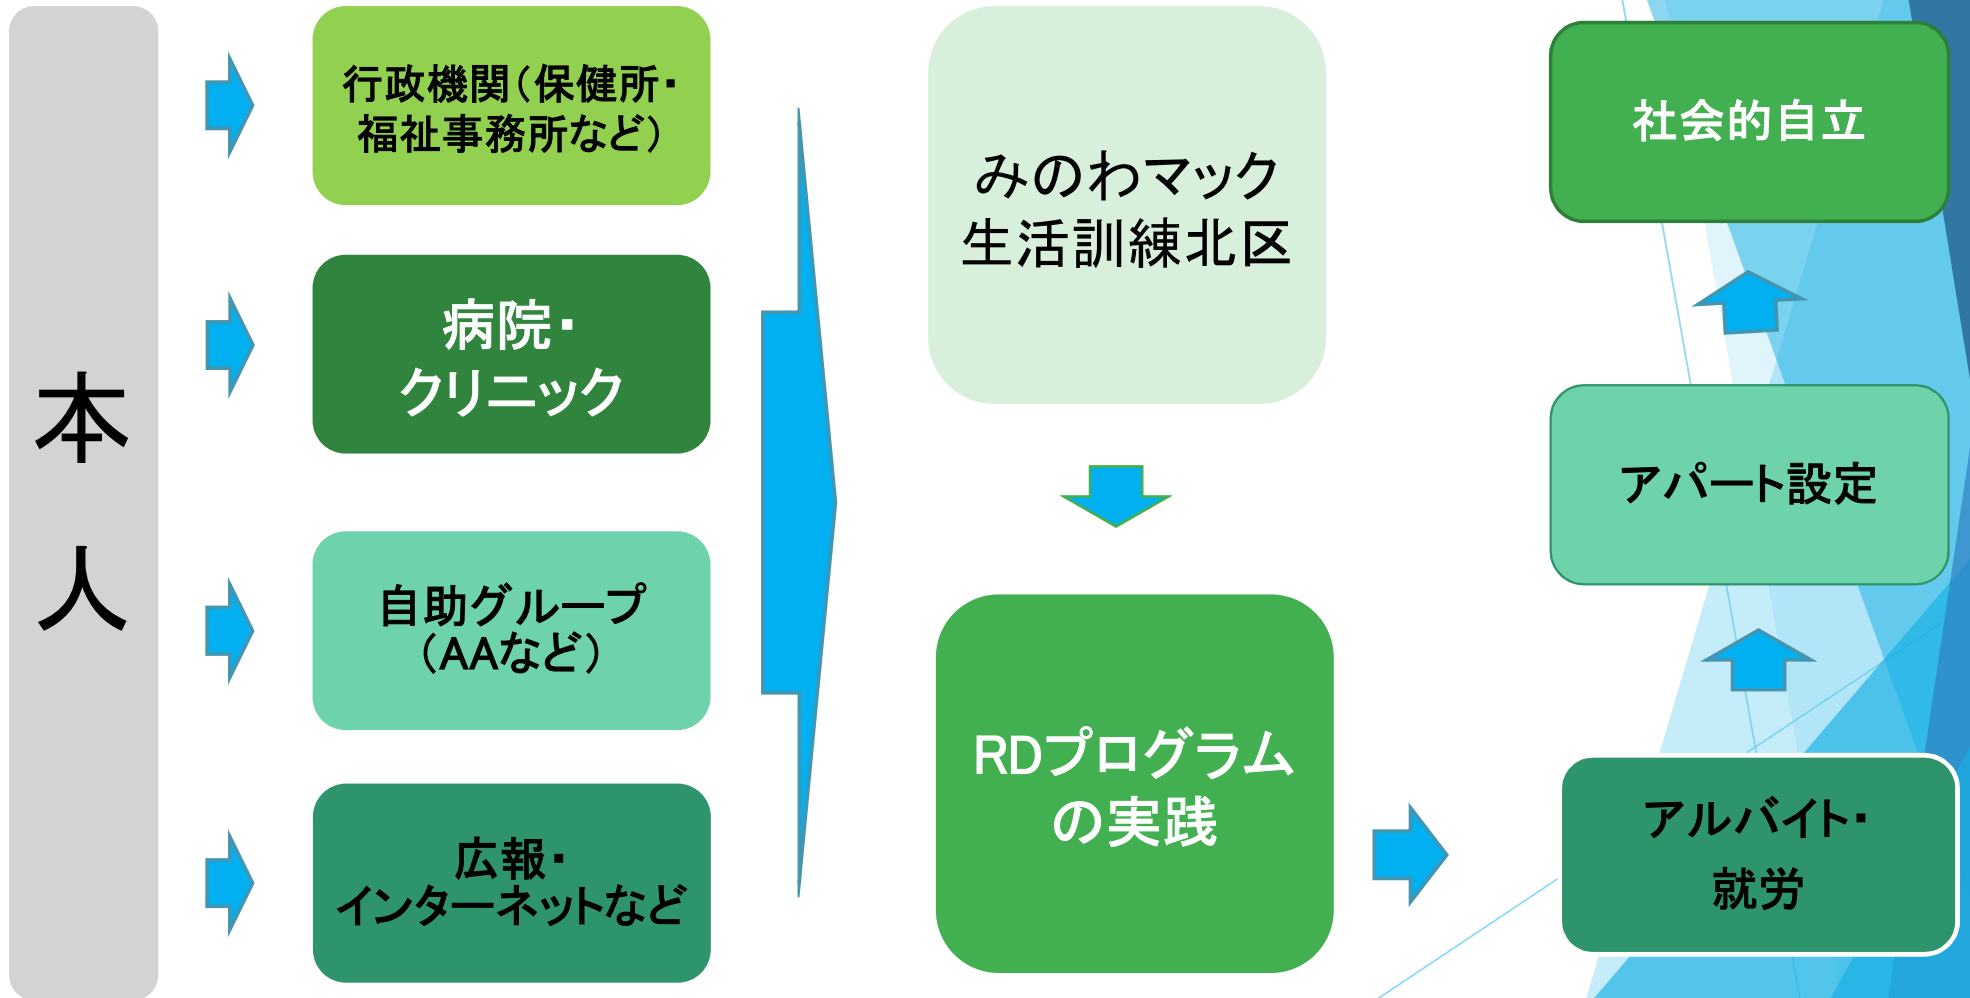 本
人
行政機関（保健所・
福祉事務所など）
病院・
クリニック
自助グループ
（AAなど）
広報・
インターネットなど
みのわマック
生活訓練北区
RDプログラム
の実践
アルバイト・
就労
アパート設定
社会的自立